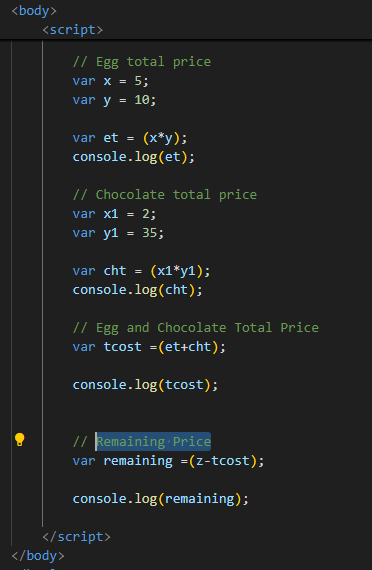 <body>
<script>
// Egg total price
var x = 5;
var y = 10;
var et = (x*y);
console.log(et);
// Chocolate total price
var x1 = 2;
var y1 = 35;
var cht = (x1*y1);
console.log(cht);
// Egg and Chocolate Total Price
var tcost =(et+cht);
console.log(tcost);
// Remaining Price
var remaining =(z-tcost);
console.log(remaining);
</script>
</body>